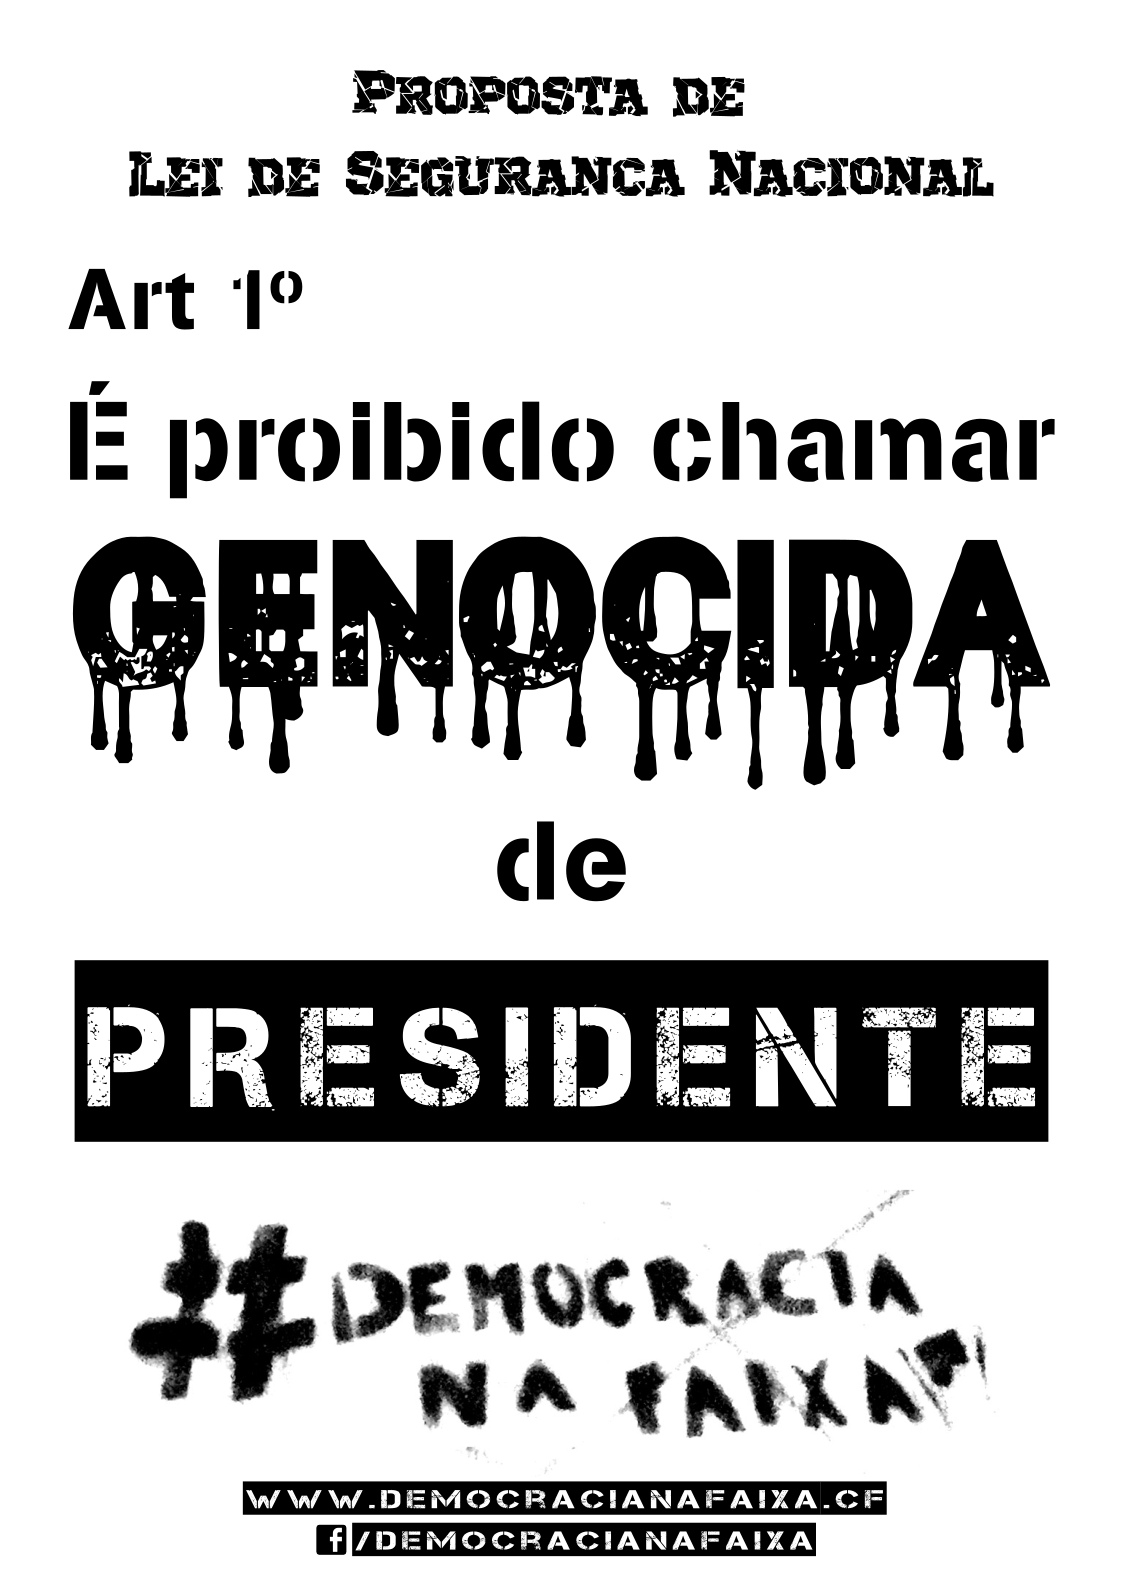 PROPOSTA DE
LEI DE SEGURANCA NACIONAL
Art 1º
É proibido chamar
GENOCIDA
de
PRESIDENTE
#DEMOCRACIA
NA FAIXA
WWW.DEMOCRACIANAFAIXA.CF
f/DEMOCRACIANAFAIXA